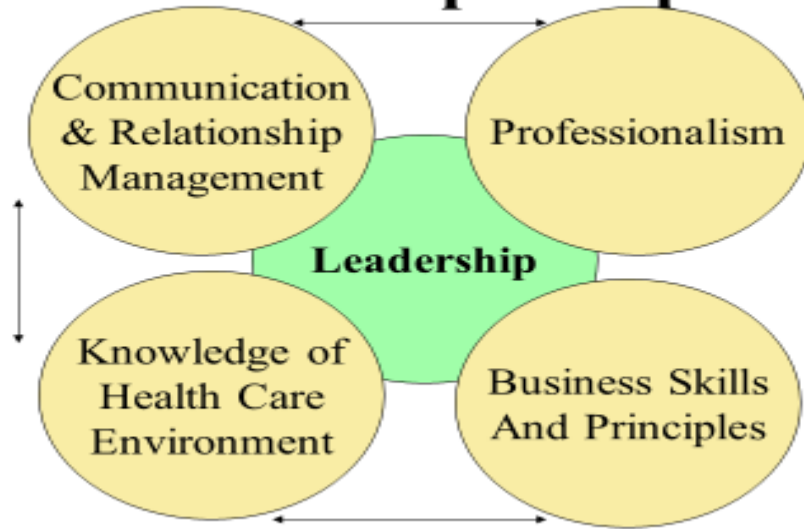 Communication
& Relationship
Management
Professionalism
Leadership
Knowledge of
Health Care
Environment
Business Skills
And Principles